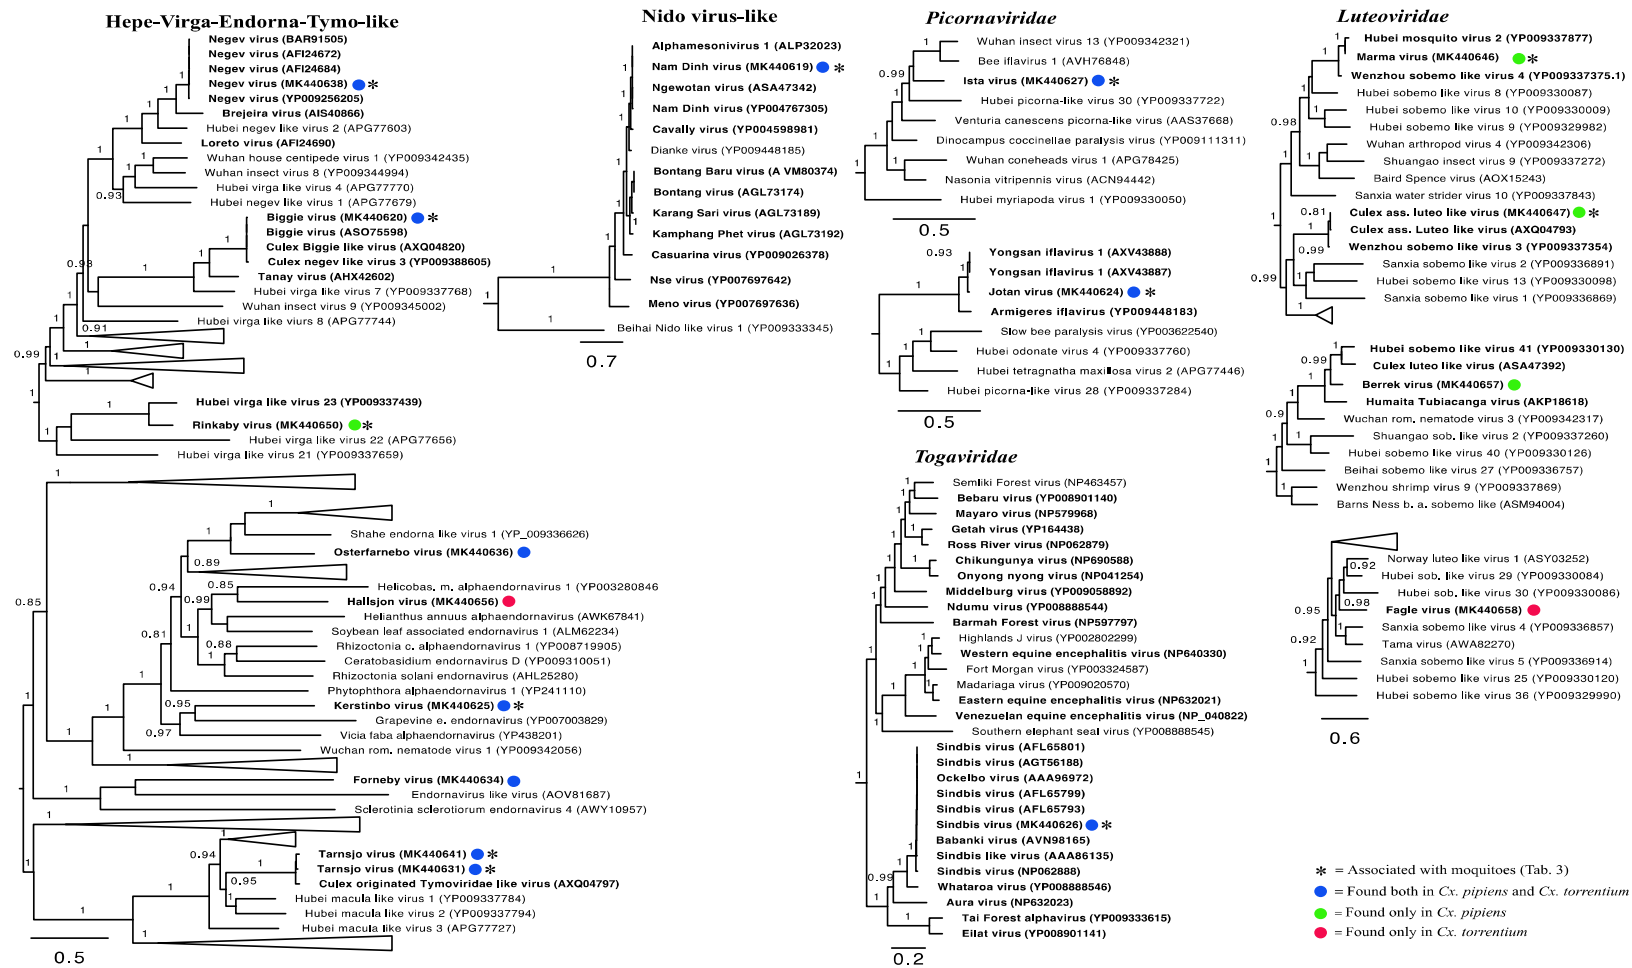 Hepe-Virga-Endorna-Tymo-like
Negev virus (BAR91505)
Negev virus (AFI24672)
Negev virus (AFI24684)
Negev virus (MK440638) *
Negev virus (YP009256205)
Brejeira virus (AIS40866)
Hubei negev like virus 2 (APG77603)
Loreto virus (AFI24690)
Wuhan house centipede virus 1 (YP009342435)
Wuhan insect virus 8 (YP009344994)
Hubei virga like virus 4 (APG77770)
Hubei negev like virus 1 (APG77679)
Biggie virus (MK440620) *
Biggie virus (ASO75598)
Culex Biggie like virus (AXQ04820)
Culex negev like virus 3 (YP009388605)
Tanay virus (AHX42602)
Hubei virga like virus 7 (YP009337768)
Wuhan insect virus 9 (YP009345002)
Hubei virga like viurs 8 (APG77744)
Hubei virga like virus 23 (YP009337439)
Rinkaby virus (MK440650) *
Hubei virga like virus 22 (APG77656)
Hubei virga like virus 21 (YP009337659)
Shahe endorna like virus 1 (YP_009336626)
Osterfarnebo virus (MK440636)
Helicobas. m. alphaendornavirus 1 (YP003280846
Hallsjon virus (MK440656)
Helianthus annuus alphaendornavirus (AWK67841)
Soybean leaf associated endornavirus 1 (ALM62234)
Rhizoctonia c. alphaendornavirus 1 (YP008719905)
Ceratobasidium endornavirus D (YP009310051)
Rhizoctonia solani endornavirus (AHL25280)
Phytophthora alphaendornavirus 1 (YP241110)
Kerstinbo virus (MK440625) *
Grapevine e. endornavirus (YP007003829)
Vicia faba alphaendornavirus (YP438201)
Wuchan rom. nematode virus 1 (YP009342056)
Forneby virus (MK440634)
Endornavirus like virus (AOV81687)
Sclerotinia sclerotiorum endornavirus 4 (AWY10957)
Tarnsjo virus (MK440641) *
Tarnsjo virus (MK440631) *
Culex originated Tymoviridae like virus (AXQ04797)
Hubei macula like virus 1 (YP009337784)
Hubei macula like virus 2 (YP009337794)
Hubei macula like virus 3 (APG77727)
0.5
Nido virus-like
Alphamesonivirus 1 (ALP32023)
Nam Dinh virus (MK440619) *
Ngewotan virus (ASA47342)
Nam Dinh virus (YP004767305)
Cavally virus (YP004598981)
Dianke virus (YP009448185)
Bontang Baru virus (A VM80374)
Bontang virus (AGL73174)
Karang Sari virus (AGL73189)
Kamphang Phet virus (AGL73192)
Casuarina virus (YP009026378)
Nse virus (YP007697642)
Meno virus (YP007697636)
Beihai Nido like virus 1 (YP009333345)
0.7
Picornaviridae
Wuhan insect virus 13 (YP009342321)
Bee iflavirus 1 (AVH76848)
Ista virus (MK440627) *
Hubei picorna-like virus 30 (YP009337722)
Venturia canescens picorna-like virus (AAS37668)
Dinocampus coccinellae paralysis virus (YP009111311)
Wuhan coneheads virus 1 (APG78425)
Nasonia vitripennis virus (ACN94442)
Hubei myriapoda virus 1 (YP009330050)
0.5
Yongsan iflavirus 1 (AXV43888)
Yongsan iflavirus 1 (AXV43887)
Jotan virus (MK440624) *
Armigeres iflavirus (YP009448183)
Slow bee paralysis virus (YP003622540)
Hubei odonate virus 4 (YP009337760)
Hubei tetragnatha maxillosa virus 2 (APG77446)
Hubei picorna-like virus 28 (YP009337284)
0.5
Togaviridae
Semliki Forest virus (NP463457)
Bebaru virus (YP008901140)
Mayaro virus (NP579968)
Getah virus (YP164438)
Ross River virus (NP062879)
Chikungunya virus (NP690588)
Onyong nyong virus (NP041254)
Middelburg virus (YP009058892)
Ndumu virus (YP008888544)
Barmah Forest virus (NP597797)
Highlands J virus (YP002802299)
Western equine encephalitis virus (NP640330)
Fort Morgan virus (YP003324587)
Madariaga virus (YP009020570)
Eastern equine encephalitis virus (NP632021)
Venezuelan equine encephalitis virus (NP_040822)
Southern elephant seal virus (YP008888545)
Sindbis virus (AFL65801)
Sindbis virus (AGT56188)
Ockelbo virus (AAA96972)
Sindbis virus (AFL65799)
Sindbis virus (AFL65793)
Sindbis virus (MK440626) *
Babanki virus (AVN98165)
Sindbis like virus (AAA86135)
Sindbis virus (NP062888)
Whataroa virus (YP008888546)
Aura virus (NP632023)
Tai Forest alphavirus (YP009333615)
Eilat virus (YP008901141)
0.2
Luteoviridae
Hubei mosquito virus 2 (YP009337877)
Marma virus (MK440646) *
Wenzhou sobemo like virus 4 (YP009337375.1)
Hubei sobemo like virus 8 (YP009330087)
Hubei sobemo like virus 10 (YP009330009)
Hubei sobemo like virus 9 (YP009329982)
Wuhan arthropod virus 4 (YP009342306)
Shuangao insect virus 9 (YP009337272)
Baird Spence virus (AOX15243)
Sanxia water strider virus 10 (YP009337843)
Culex ass. luteo like virus (MK440647) *
Culex ass. Luteo like virus (AXQ04793)
Wenzhou sobemo like virus 3 (YP009337354)
Sanxia sobemo like virus 2 (YP009336891)
Hubei sobemo like virus 13 (YP009330098)
Sanxia sobemo like virus 1 (YP009336869)
Hubei sobemo like virus 41 (YP009330130)
Culex luteo like virus (ASA47392)
Berrek virus (MK440657)
Humaita Tubiacanga virus (AKP18618)
Wuchan rom. nematode virus 3 (YP009342317)
Shuangao sob. like virus 2 (YP009337260)
Hubei sobemo like virus 40 (YP009330126)
Beihai sobemo like virus 27 (YP009336757)
Wenzhou shrimp virus 9 (YP009337869)
Barns Ness b. a. sobemo like (ASM94004)
Norway luteo like virus 1 (ASY03252)
Hubei sob. like virus 29 (YP009330084)
Hubei sob. like virus 30 (YP009330086)
Fagle virus (MK440658)
Sanxia sobemo like virus 4 (YP009336857)
Tama virus (AWA82270)
Sanxia sobemo like virus 5 (YP009336914)
Hubei sobemo like virus 25 (YP009330120)
Hubei sobemo like virus 36 (YP009329990)
0.6
* = Associated with moquitoes (Tab. 3)
= Found both in Cx. pipiens and Cx. torrentium
= Found only in Cx. pipiens
= Found only in Cx. torrentium